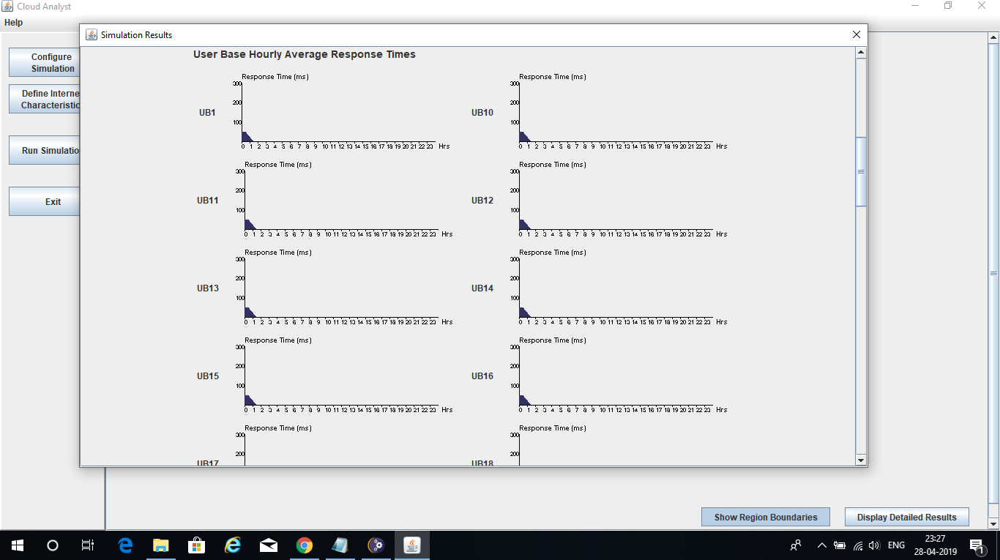 Cloud Analyst
Help
Configure
Simulation
Define Interne
Characteristic
Run Simulatio
Exit
Simulation Results
User Base Hourly Average Response Times
UB1
Response Time (ms)
300
200
100
0 1 2 3 4 5 6 7 8 9 10 11 12 13 14 15 16 17 18 19 20 21 22 23 Hrs
UB10
Response Time (ms)
300
200
100
0 1 2 3 4 5 6 7 8 9 10 11 12 13 14 15 16 17 18 19 20 21 22 23 Hrs
UB11
Response Time (ms)
300
200
100
0 1 2 3 4 5 6 7 8 9 10 11 12 13 14 15 16 17 18 19 20 21 22 23 Hrs
UB12
Response Time (ms)
300
200
100
0 1 2 3 4 5 6 7 8 9 10 11 12 13 14 15 16 17 18 19 20 21 22 23 Hrs
UB13
Response Time (ms)
300
200
100
0 1 2 3 4 5 6 7 8 9 10 11 12 13 14 15 16 17 18 19 20 21 22 23 Hrs
UB14
Response Time (ms)
300
200
100
0 1 2 3 4 5 6 7 8 9 10 11 12 13 14 15 16 17 18 19 20 21 22 23 Hrs
UB15
Response Time (ms)
300
200
100
0 1 2 3 4 5 6 7 8 9 10 11 12 13 14 15 16 17 18 19 20 21 22 23 Hrs
UB16
Response Time (ms)
300
200
100
0 1 2 3 4 5 6 7 8 9 10 11 12 13 14 15 16 17 18 19 20 21 22 23 Hrs
UB17
Response Time (ms)
300
200
UB18
Response Time (ms)
300
200
Show Region Boundaries
Display Detailed Results
ENG
23:27
28-04-2019
1